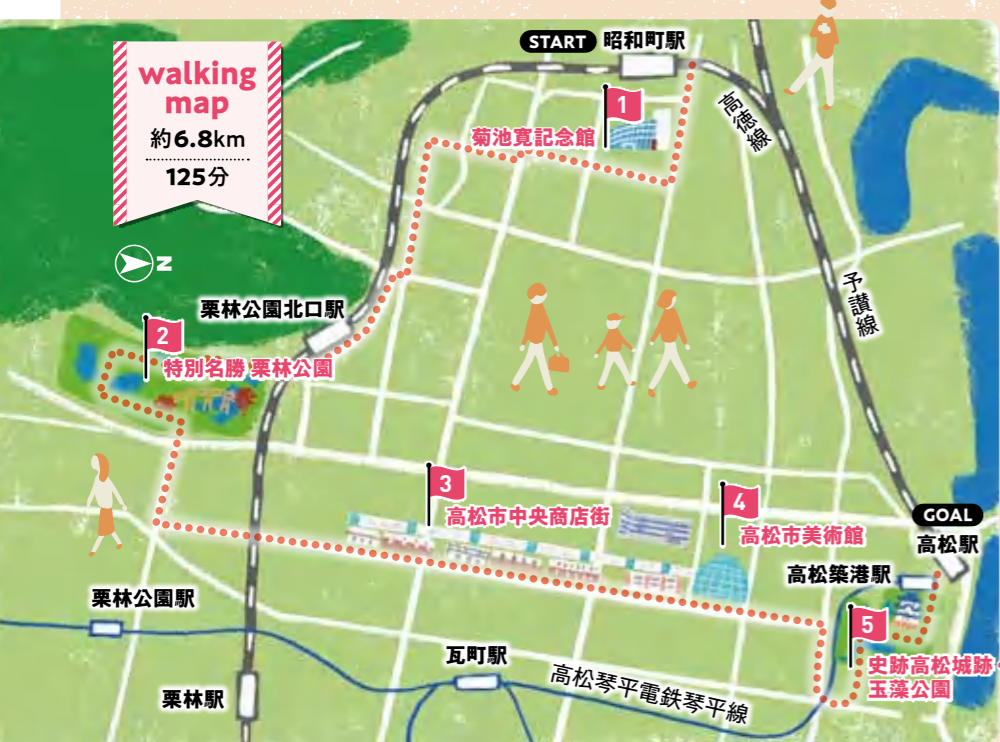 walking
map
約6.8km
125分
N
START 昭和町駅
1
菊池寛記念館
高徳線
予讃線
栗林公園北口駅
2
特別名勝 栗林公園
3
高松市中央商店街
4
高松市美術館
GOAL
高松駅
高松築港駅
5
史跡高松城跡・
玉藻公園
栗林公園駅
栗林駅
瓦町駅
高松琴平電鉄琴平線